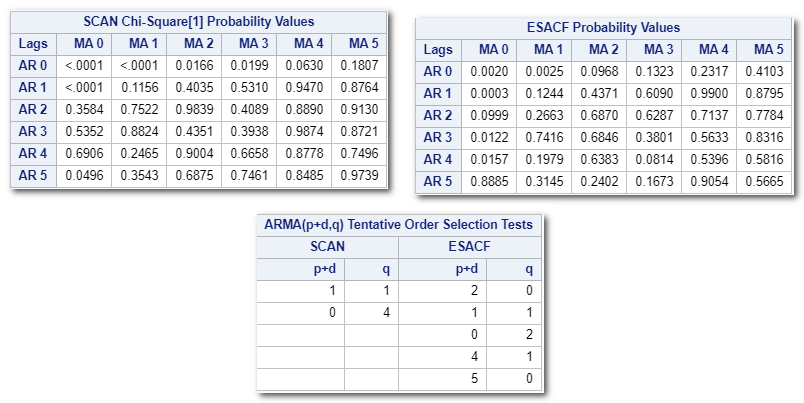 SCAN Chi-Square[1] Probability Values
Lags MA 0 MA 1 MA 2 MA 3 MA 4 MA 5
AR 0 <.0001 <.0001 0.0166 0.0199 0.0630 0.1807
AR 1 <.0001 0.1156 0.4035 0.5310 0.9470 0.8764
AR 2 0.3584 0.7522 0.9839 0.4089 0.8890 0.9130
AR 3 0.5352 0.8824 0.4351 0.3938 0.9874 0.8721
AR 4 0.6906 0.2465 0.9004 0.6658 0.8778 0.7496
AR 5 0.0496 0.3543 0.6875 0.7461 0.8485 0.9739
ESACF Probability Values
Lags MA 0 MA 1 MA 2 MA 3 MA 4 MA 5
AR 0 0.0020 0.0025 0.0968 0.1323 0.2317 0.4103
AR 1 0.0003 0.1244 0.4371 0.6090 0.9900 0.8795
AR 2 0.0999 0.2663 0.6870 0.6287 0.7137 0.7784
AR 3 0.0122 0.7416 0.6846 0.3801 0.5633 0.8316
AR 4 0.0157 0.1979 0.6383 0.0814 0.5396 0.5816
AR 5 0.8885 0.3145 0.2402 0.1673 0.9054 0.5665
ARMA(p+d,q) Tentative Order Selection Tests
SCAN ESACF
p+d q p+d q
1 1 2 0
0 4 1 1
0 2
4 1
5 0